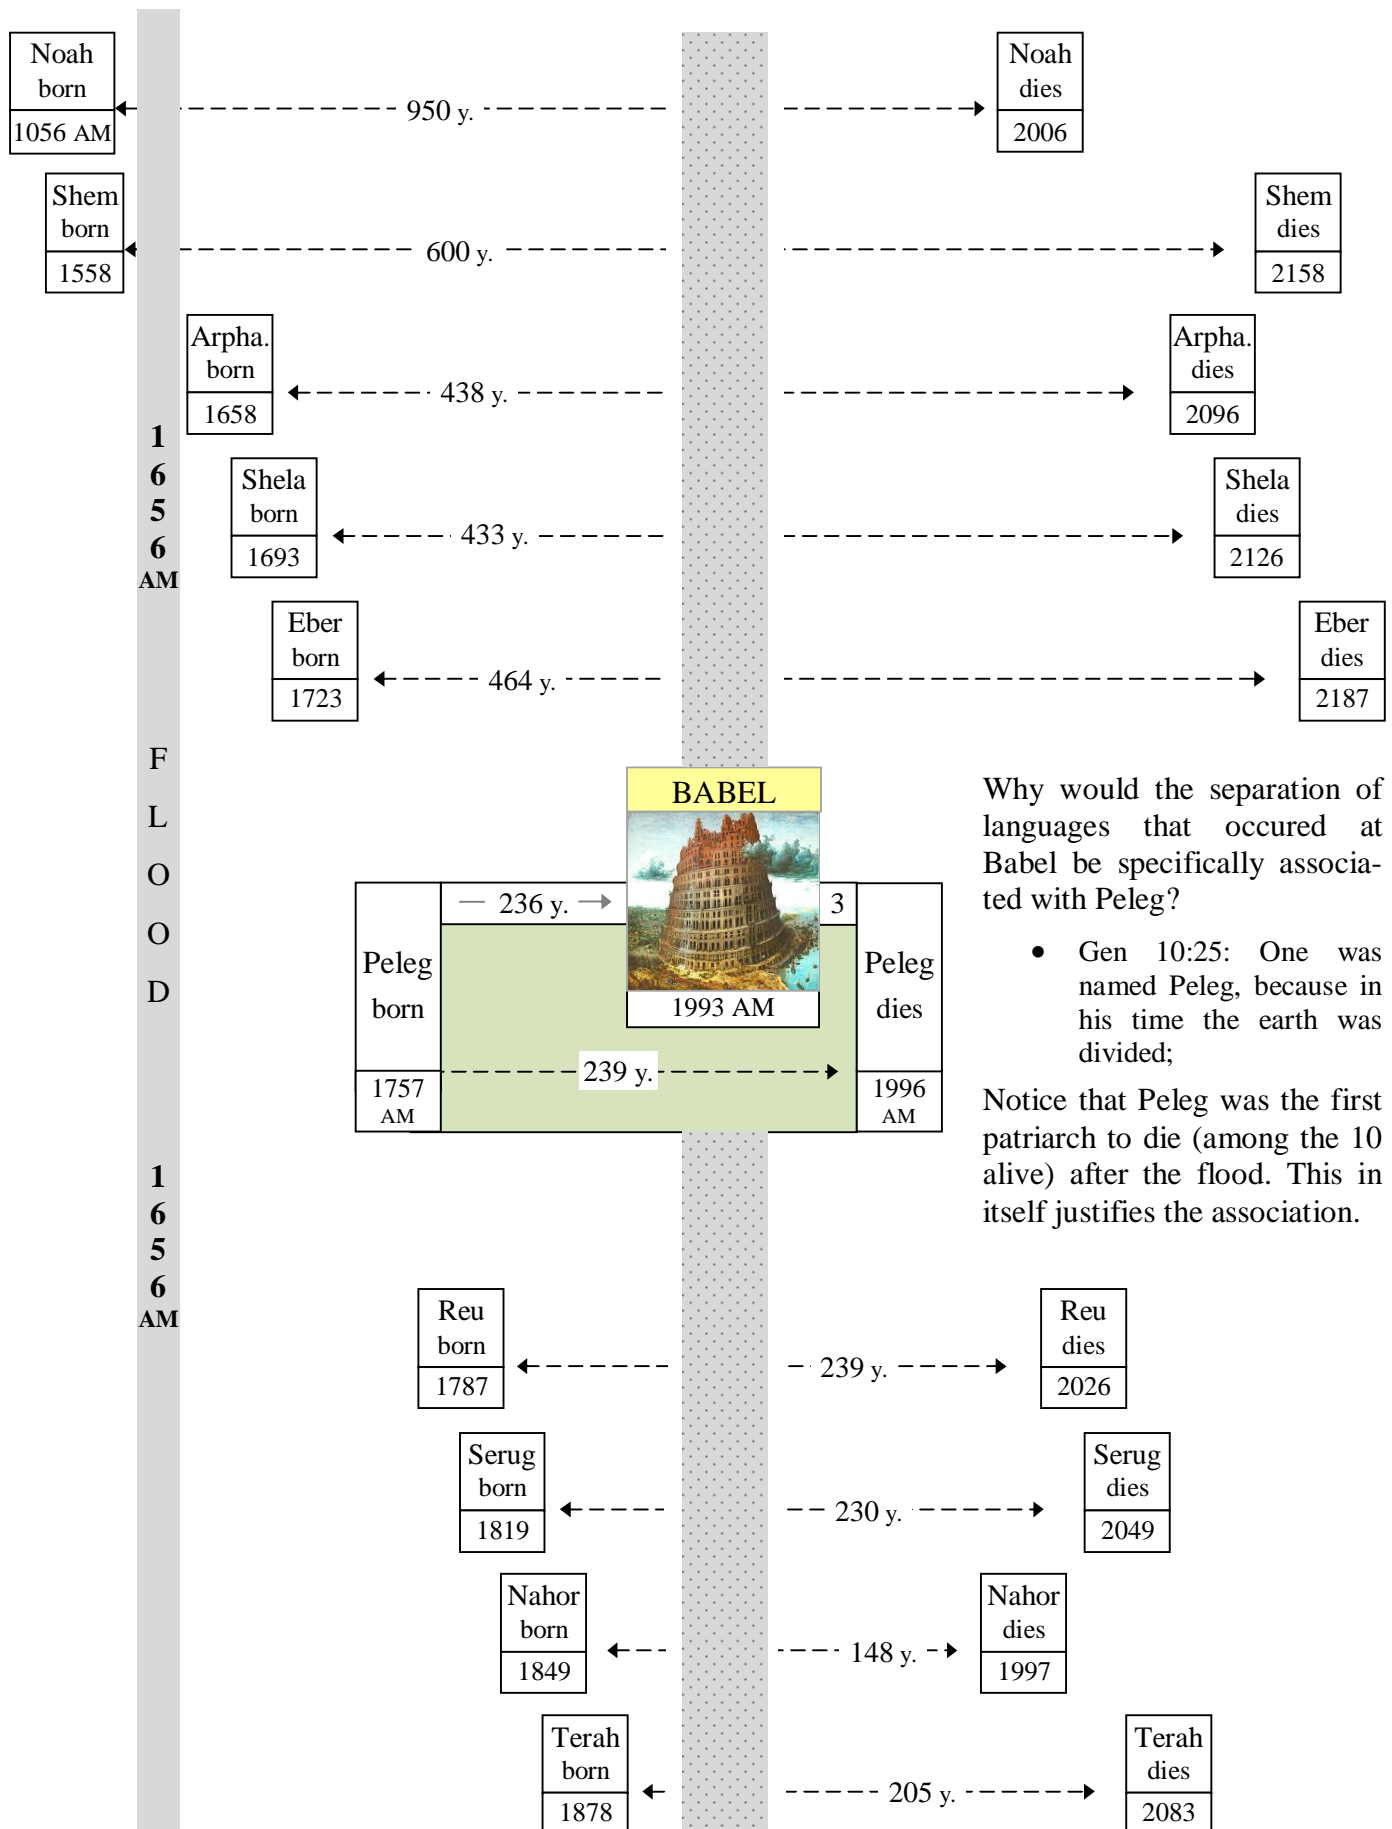 Noah
born
1056 AM
950 y.
Noah
dies
2006
Shem
born
1558
600 y.
Shem
dies
2158
Arpha.
born
1658
438 y.
Arpha.
dies
2096
1
6
5
6
AM
Shela
born
1693
433 y.
Shela
dies
2126
Eber
born
1723
464 y.
Eber
dies
2187
F
L
O
O
D
BABEL
236 y.
3
Peleg
born
1993 AM
Peleg
dies
239 y.
1757
AM
1996
AM
Why would the separation of
languages that occured at
Babel be specifically associa-
ted with Peleg?
• Gen 10:25: One was
named Peleg, because in
his time the earth was
divided;
Notice that Peleg was the first
patriarch to die (among the 10
alive) after the flood. This in
itself justifies the association.
1
6
5
6
AM
Reu
born
1787
239 y.
Reu
dies
2026
Serug
born
1819
230 y.
Serug
dies
2049
Nahor
born
1849
148 y.
Nahor
dies
1997
Terah
born
1878
205 y.
Terah
dies
2083